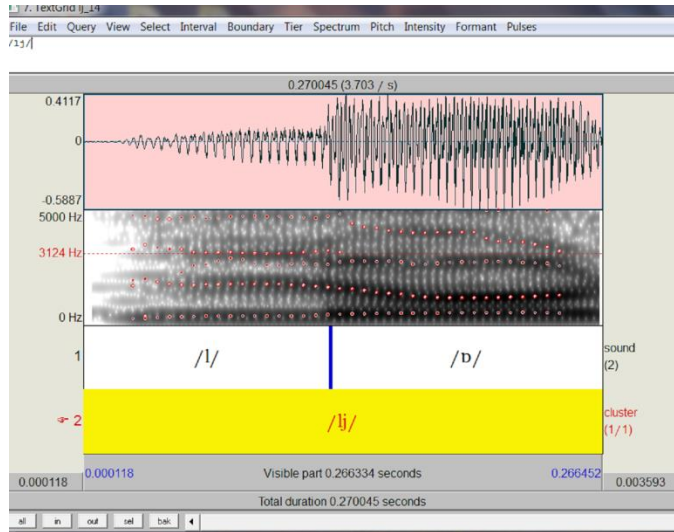 7. TextGrid lj_14
File Edit Query View Select Interval Boundary Tier Spectrum Pitch Intensity Formant Pulses
/lj/
0.270045 (3.703 / s)
0.4117
0
-0.5887
5000 Hz
3124 Hz
0 Hz
1 /l/ /ɒ/ sound
(2)
2 /lj/ cluster
(1/1)
0.000118 0.000118 Visible part 0.266334 seconds 0.266452 0.003593
Total duration 0.270045 seconds
all in out sel bak